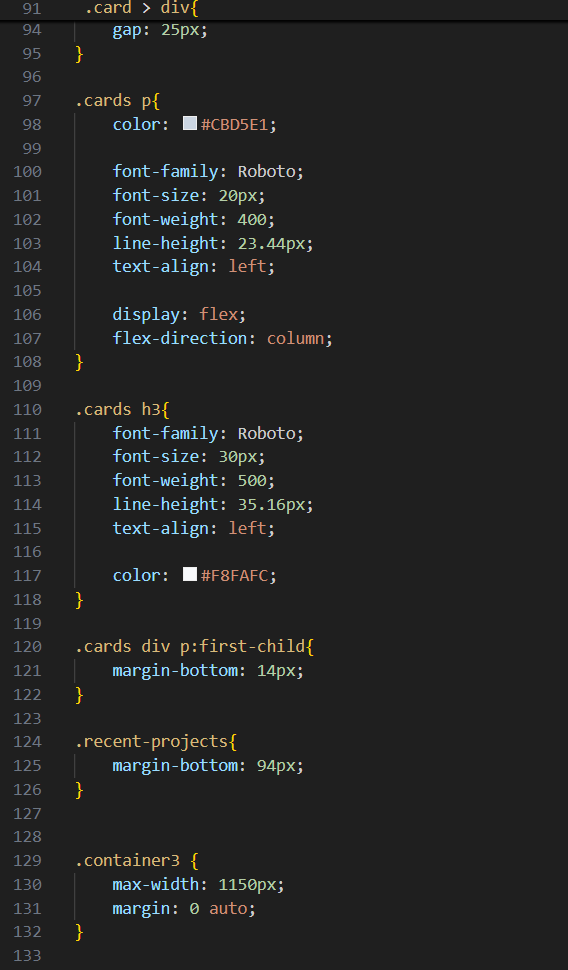 91 .card > div{
94 gap: 25px;
95 }
96
97 .cards p{
98 color: #CBD5E1;
99
100 font-family: Roboto;
101 font-size: 20px;
102 font-weight: 400;
103 line-height: 23.44px;
104 text-align: left;
105
106 display: flex;
107 flex-direction: column;
108 }
109
110 .cards h3{
111 font-family: Roboto;
112 font-size: 30px;
113 font-weight: 500;
114 line-height: 35.16px;
115 text-align: left;
116
117 color: #F8FAFC;
118 }
119
120 .cards div p:first-child{
121 margin-bottom: 14px;
122 }
123
124 .recent-projects{
125 margin-bottom: 94px;
126 }
127
128
129 .container3 {
130 max-width: 1150px;
131 margin: 0 auto;
132 }
133